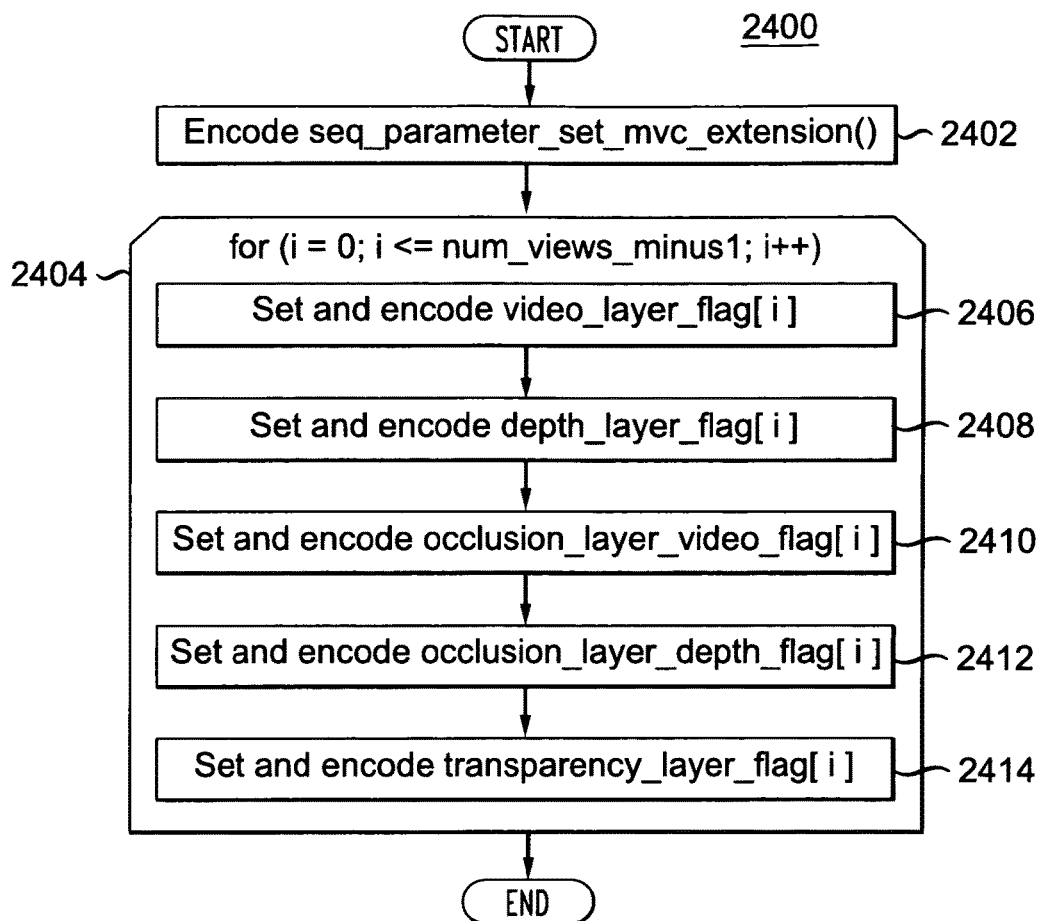 START
2400
Encode seq_parameter_set_mvc_extension()
2402
for (i = 0; i <= num_views_minus1; i++)
2404
Set and encode video_layer_flag[ i ]
2406
Set and encode depth_layer_flag[ i ]
2408
Set and encode occlusion_layer_video_flag[ i ]
2410
Set and encode occlusion_layer_depth_flag[ i ]
2412
Set and encode transparency_layer_flag[ i ]
2414
END